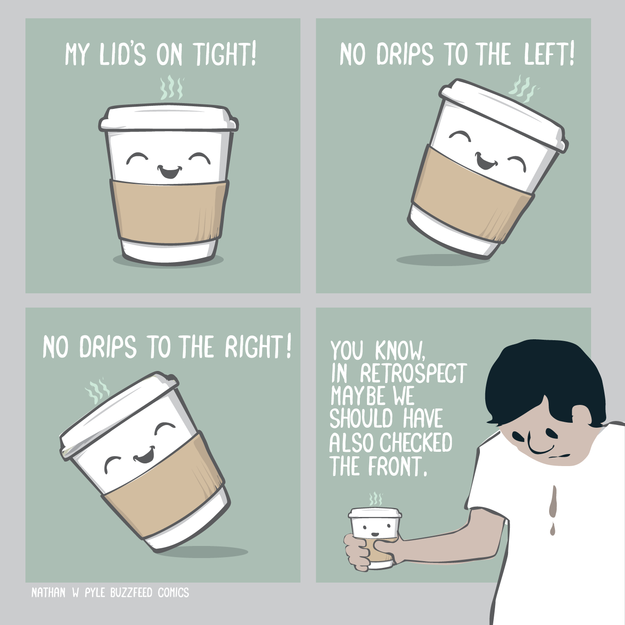 MY LID'S ON TIGHT!
NO DRIPS TO THE LEFT!
NO DRIPS TO THE RIGHT!
YOU KNOW,
IN RETROSPECT
MAYBE WE
SHOULD HAVE
ALSO CHECKED
THE FRONT.
NATHAN W PYLE BUZZFEED COMICS